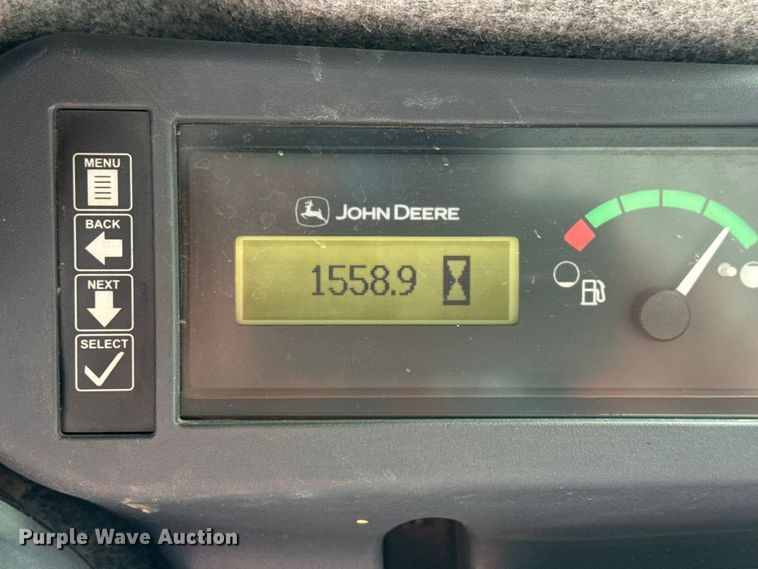 MENU
BACK
NEXT
SELECT
JOHN DEERE
1558.9
Purple Wave Auction